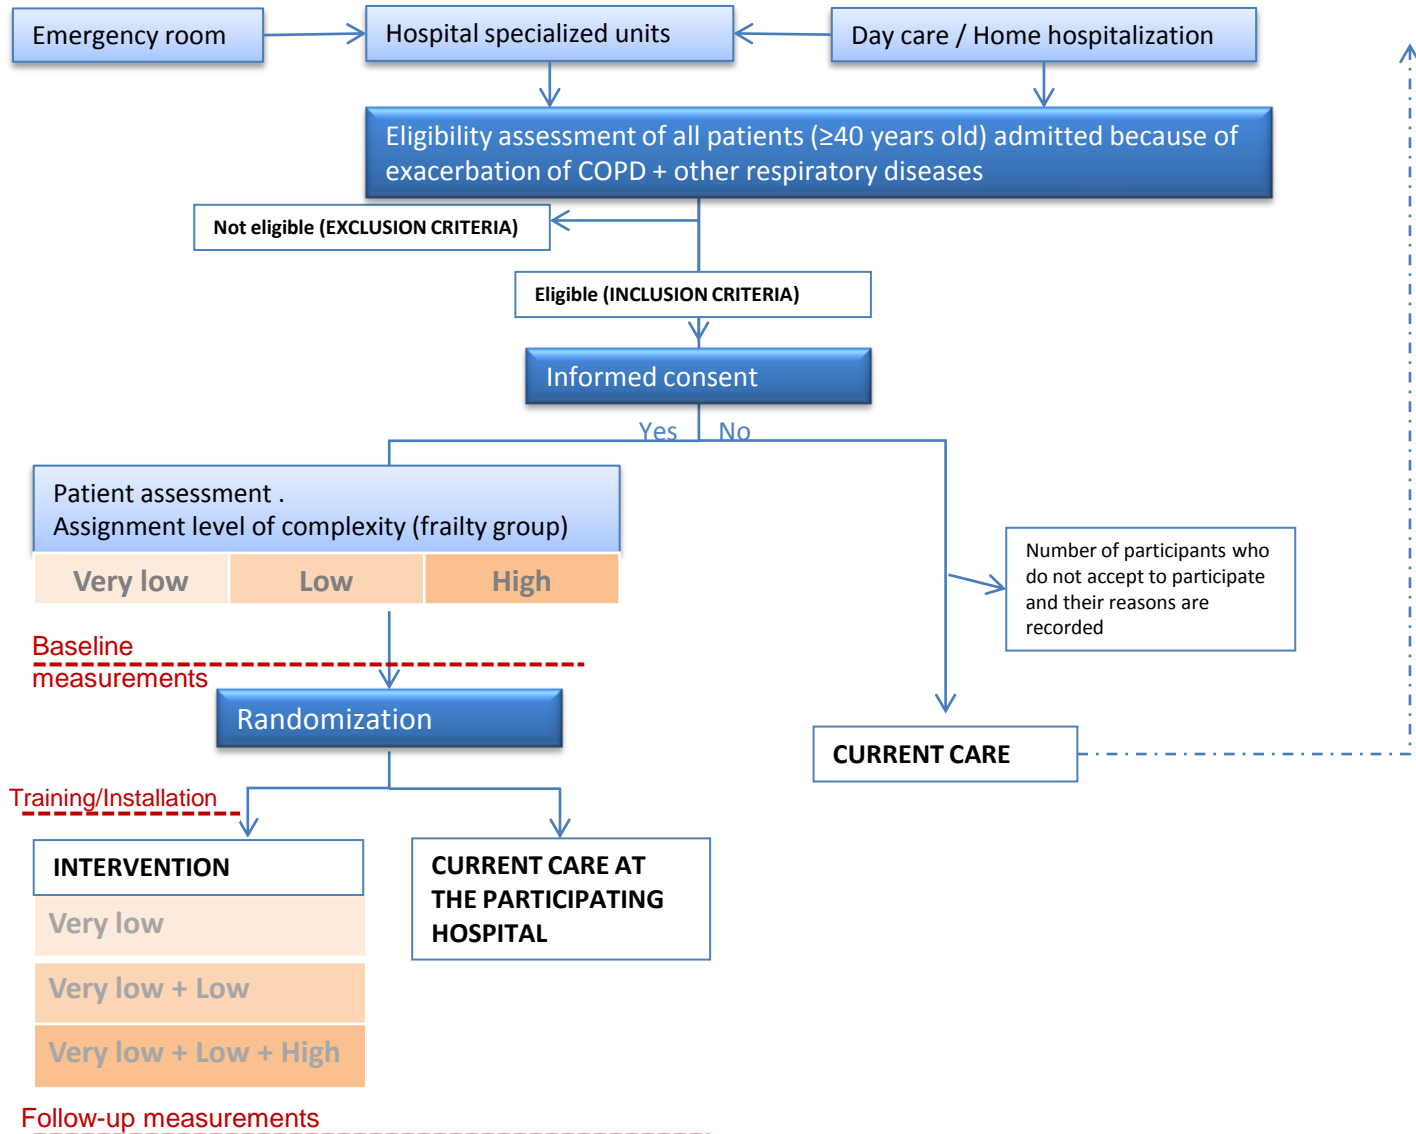 Emergency room
Hospital specialized units
Day care / Home hospitalization
Eligibility assessment of all patients (≥40 years old) admitted because of
exacerbation of COPD + other respiratory diseases
Not eligible (EXCLUSION CRITERIA)
Eligible (INCLUSION CRITERIA)
Informed consent
Yes
No
Patient assessment .
Assignment level of complexity (frailty group)
Very low
Low
High
Number of participants who
do not accept to participate
and their reasons are
recorded
Baseline
measurements
Randomization
CURRENT CARE
Training/Installation
INTERVENTION
Very low
Very low + Low
Very low + Low + High
CURRENT CARE AT
THE PARTICIPATING
HOSPITAL
Follow-up measurements